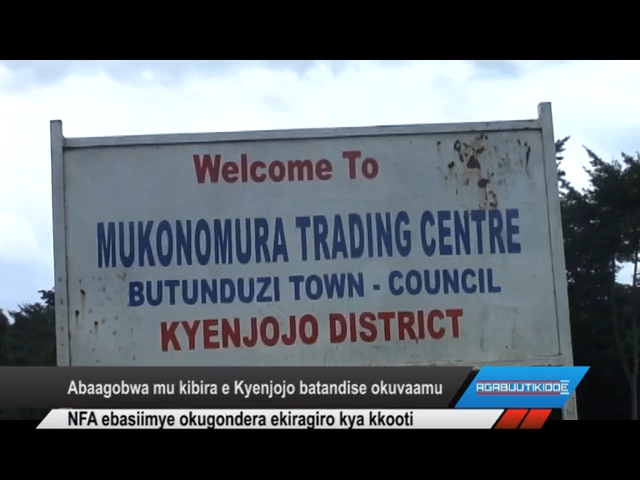 Welcome To
MUKONOMURA TRADING CENTRE
BUTUNDUZI TOWN - COUNCIL
KYENJOJO DISTRICT
Abaagobwa mu kibira e Kyenjojo batandise okuvaamu
AGABUUTIKIDDE
NFA ebasiimye okugondera ekiragiro kya kkooti